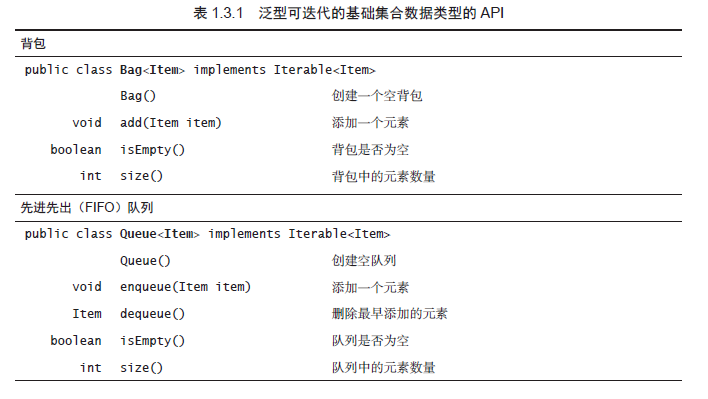 表 1.3.1 泛型可迭代的基础集合数据类型的 API
背包
public class Bag<Item> implements Iterable<Item>
Bag() 创建一个空背包
void add(Item item) 添加一个元素
boolean isEmpty() 背包是否为空
int size() 背包中的元素数量
先进先出（FIFO）队列
public class Queue<Item> implements Iterable<Item>
Queue() 创建空队列
void enqueue(Item item) 添加一个元素
Item dequeue() 删除最早添加的元素
boolean isEmpty() 队列是否为空
int size() 队列中的元素数量